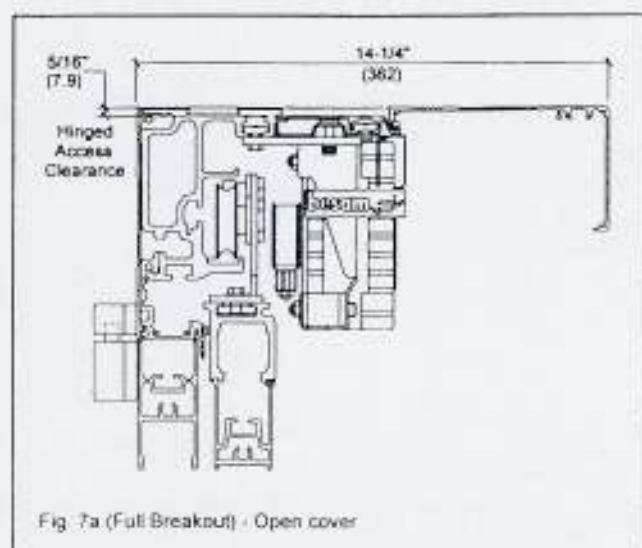 5/16"
(7.9)
14-1/4"
(362)
Hinged
Access
Clearance
Fig. 7a (Full Breakout) - Open cover